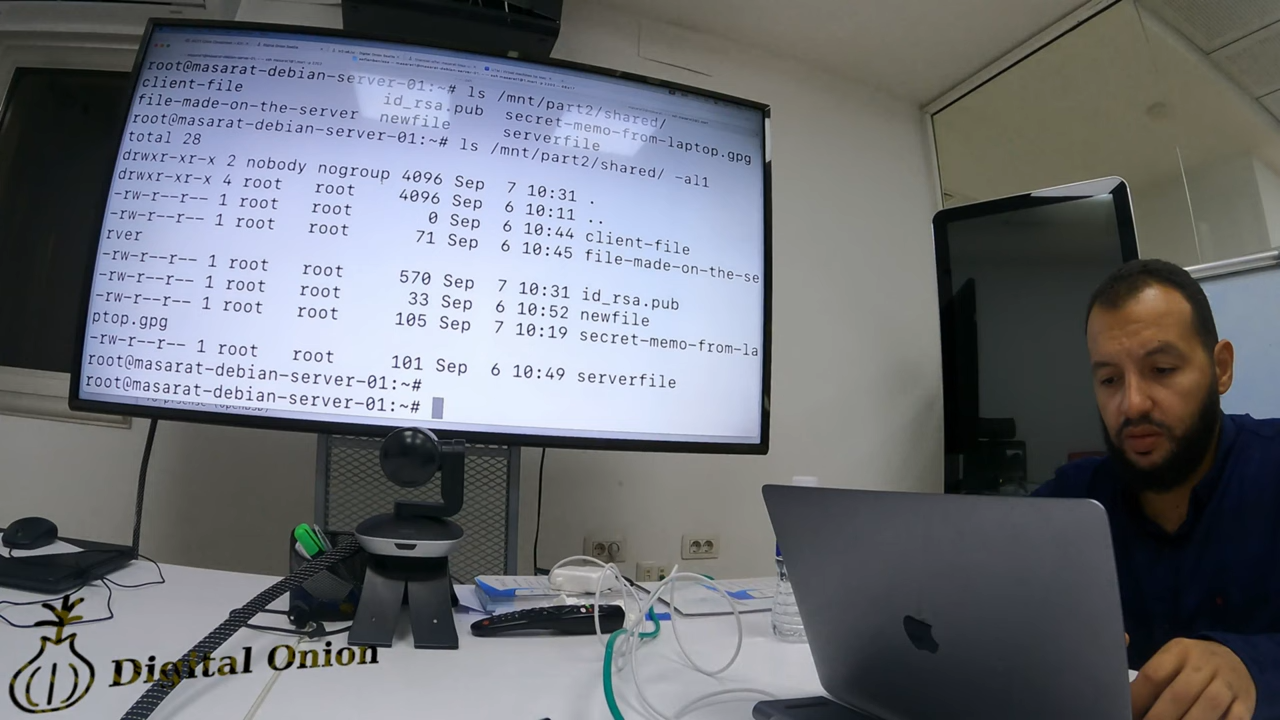 root@masarat-debian-server-01:~# ls /mnt/part2/shared/
client-file id_rsa.pub secret-memo-from-laptop.gpg
file-made-on-the-server newfile serverfile
root@masarat-debian-server-01:~# ls /mnt/part2/shared/ -al1
total 28
drwxr-xr-x 2 nobody nogroup 4096 Sep 7 10:31 .
drwxr-xr-x 4 root root 4096 Sep 6 10:11 ..
-rw-r--r-- 1 root root 0 Sep 6 10:44 client-file
-rw-r--r-- 1 root root 71 Sep 6 10:45 file-made-on-the-se
rver
-rw-r--r-- 1 root root 570 Sep 7 10:31 id_rsa.pub
-rw-r--r-- 1 root root 33 Sep 6 10:52 newfile
-rw-r--r-- 1 root root 105 Sep 7 10:19 secret-memo-from-la
ptop.gpg
-rw-r--r-- 1 root root 101 Sep 6 10:49 serverfile
root@masarat-debian-server-01:~#
root@masarat-debian-server-01:~#
Digital Onion